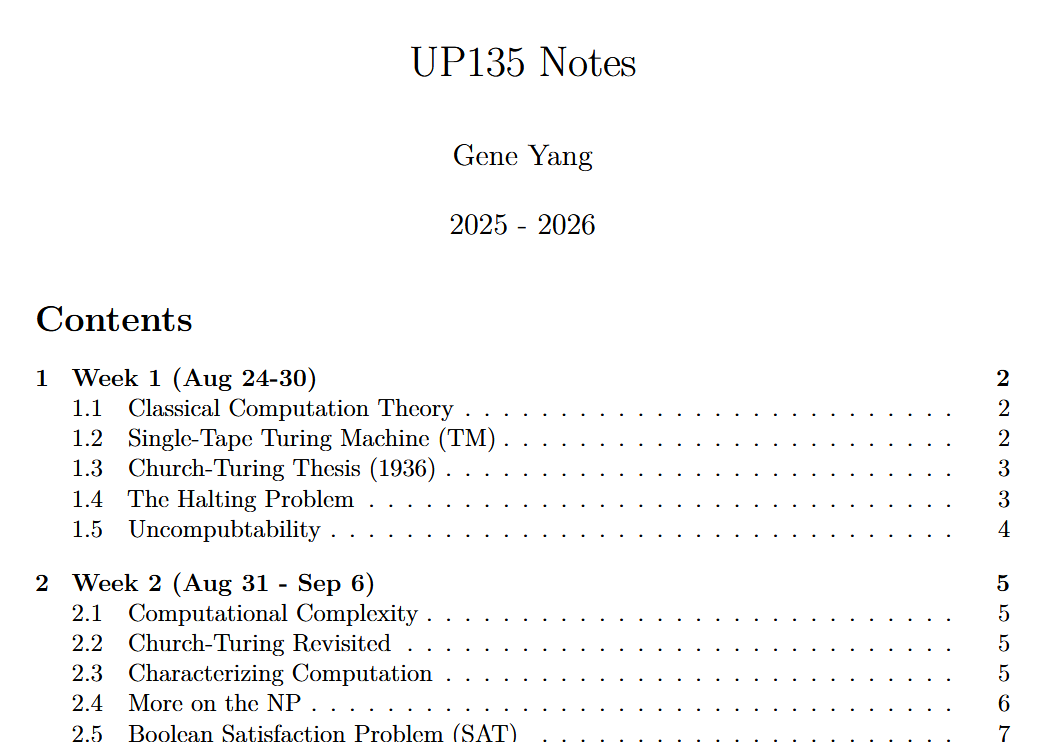 UP135 Notes
Gene Yang
2025 - 2026
Contents
1 Week 1 (Aug 24-30) 2
1.1 Classical Computation Theory . . . . . . . . . . . . . . . . . . . . . . . . . . 2
1.2 Single-Tape Turing Machine (TM) . . . . . . . . . . . . . . . . . . . . . . . . 2
1.3 Church-Turing Thesis (1936) . . . . . . . . . . . . . . . . . . . . . . . . . . . 3
1.4 The Halting Problem . . . . . . . . . . . . . . . . . . . . . . . . . . . . . . . 3
1.5 Uncompubtability . . . . . . . . . . . . . . . . . . . . . . . . . . . . . . . . . 4
2 Week 2 (Aug 31 - Sep 6) 5
2.1 Computational Complexity . . . . . . . . . . . . . . . . . . . . . . . . . . . . 5
2.2 Church-Turing Revisited . . . . . . . . . . . . . . . . . . . . . . . . . . . . . 5
2.3 Characterizing Computation . . . . . . . . . . . . . . . . . . . . . . . . . . . 5
2.4 More on the NP . . . . . . . . . . . . . . . . . . . . . . . . . . . . . . . . . . 6
2.5 Boolean Satisfaction Problem (SAT) . . . . . . . . . . . . . . . . . . . . . . 7